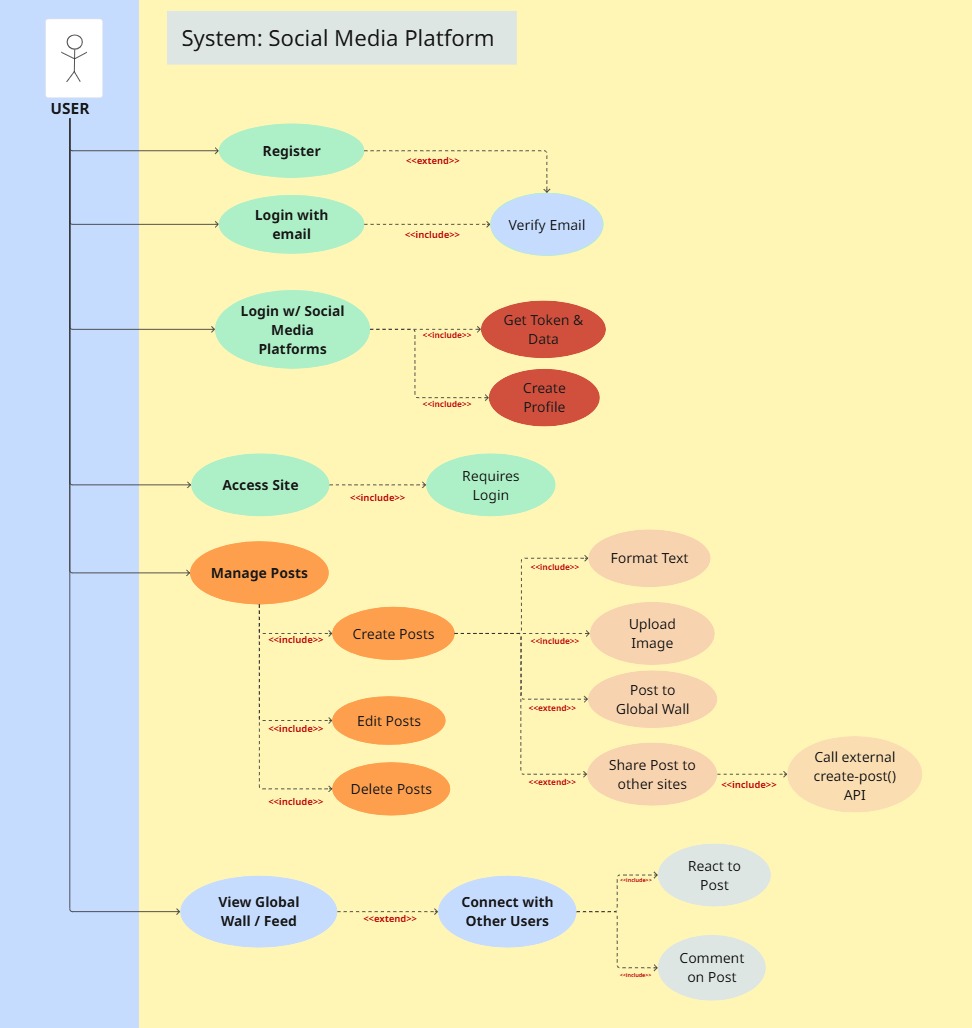 System: Social Media Platform
USER
Register
<<extend>>
Login with
email
<<include>>
Verify Email
Login w/ Social
Media
Platforms
<<include>>
Get Token &
Data
<<include>>
Create
Profile
Access Site
<<include>>
Requires
Login
Manage Posts
<<include>>
Create Posts
<<include>>
Format Text
<<include>>
Upload
Image
<<extend>>
Post to
Global Wall
<<include>>
Edit Posts
<<extend>>
Share Post to
other sites
<<include>>
Call external
create-post()
API
<<include>>
Delete Posts
View Global
Wall / Feed
<<extend>>
Connect with
Other Users
<<include>>
React to
Post
<<include>>
Comment
on Post